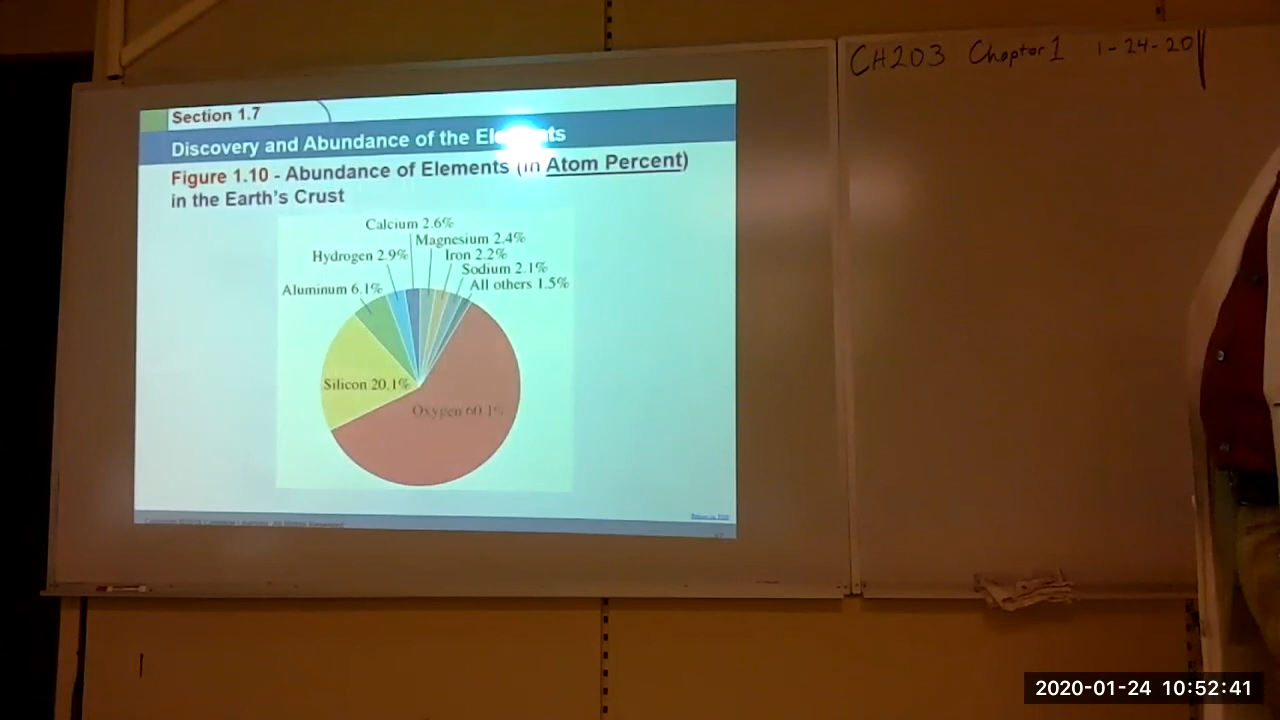 CH203 Chapter 1 1-24-20
Section 1.7
Discovery and Abundance of the Elements
Figure 1.10 - Abundance of Elements (in Atom Percent)
in the Earth's Crust
Calcium 2.6%
Magnesium 2.4%
Hydrogen 2.9%
Iron 2.2%
Sodium 2.1%
Aluminum 6.1%
All others 1.5%
Silicon 20.1%
Oxygen 60.1%
2020-01-24 10:52:41